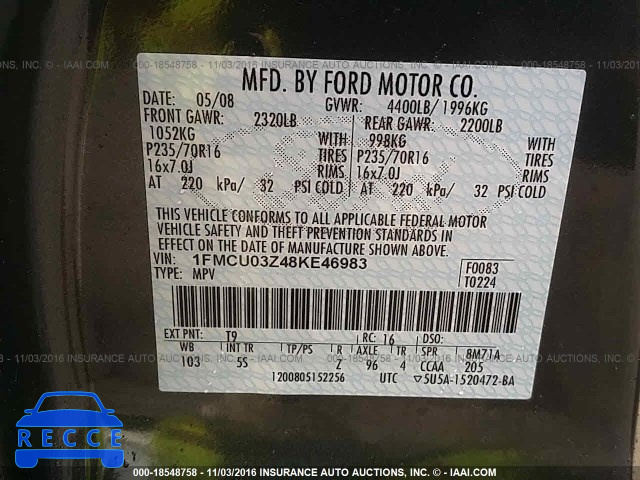 000-18548758 - 11/03/2016 INSURANCE AUTO AUCTIONS, INC. - © IAAI.COM
MFD. BY FORD MOTOR CO.
DATE: 05/08 GVWR: 4400LB/1996KG
FRONT GAWR: 2320LB REAR GAWR: 2200LB
1052KG WITH 998KG WITH
P235/70R16 TIRES P235/70R16 TIRES
16x7.0J RIMS 16x7.0J RIMS
AT 220 kPa/ 32 PSI COLD AT 220 kPa/ 32 PSI COLD
THIS VEHICLE CONFORMS TO ALL APPLICABLE FEDERAL MOTOR
VEHICLE SAFETY AND THEFT PREVENTION STANDARDS IN
EFFECT ON THE DATE OF MANUFACTURE SHOWN ABOVE.
VIN: 1FMCU03Z48KE46983 F0083
TYPE: MPV T0224
EXT PNT: T9 RC: 16 DSO:
WB INT TR TP/PS R AXLE TR SPR 8M71A
103 5S Z 96 4 CCAA 205
1200805152256 UTC 5U5A-1520472-BA
RECCE
000-18548758 - 11/03/2016 INSURANCE AUTO AUCTIONS, INC. - © IAAI.COM